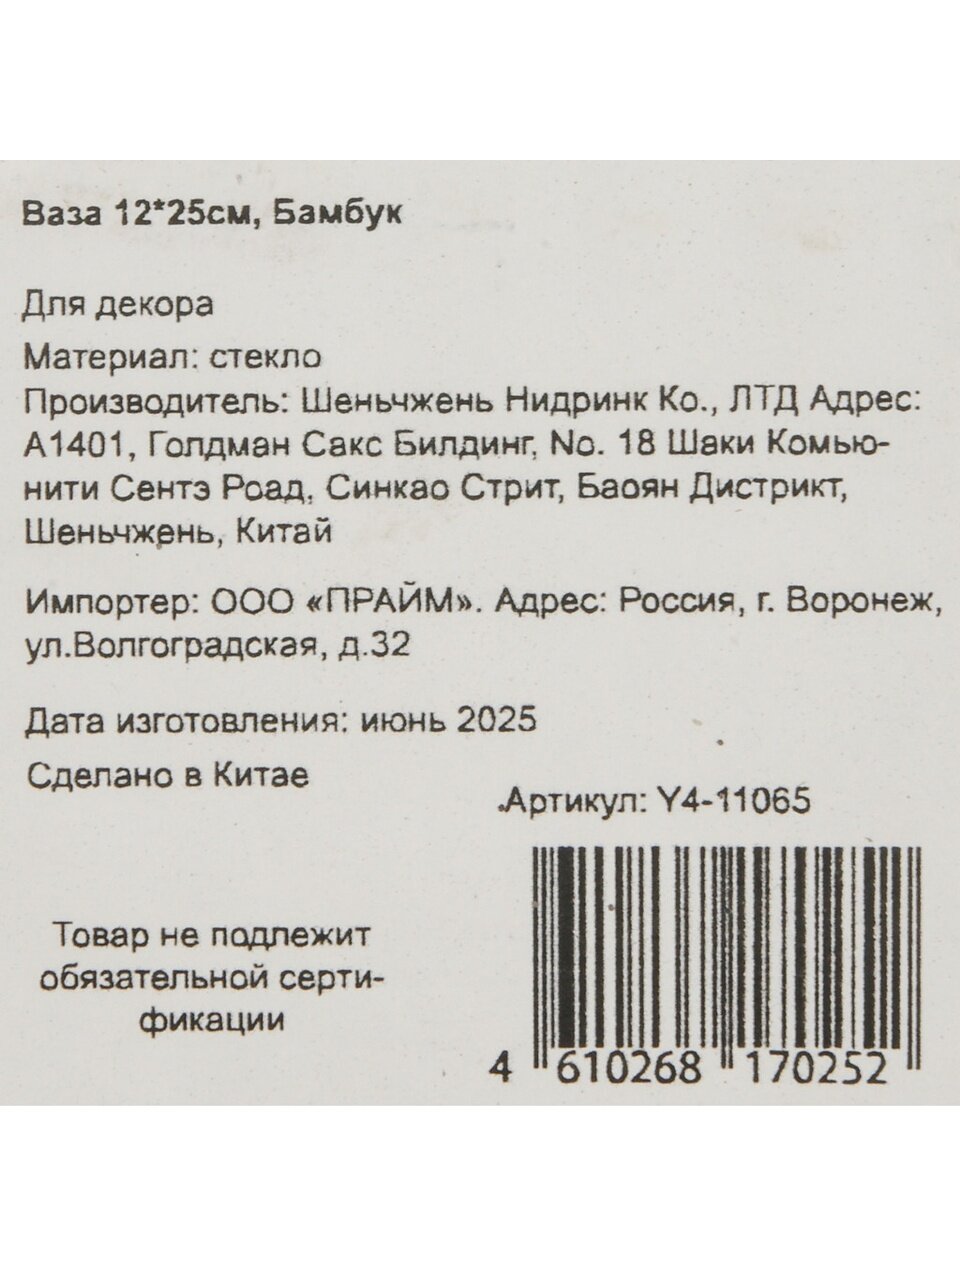 Ваза 12*25см, Бамбук
Для декора
Материал: стекло
Производитель: Шеньчжень Нидринк Ко., ЛТД Адрес:
А1401, Голдман Сакс Билдинг, No. 18 Шаки Комью-
нити Сентэ Роад, Синкао Стрит, Баоян Дистрикт,
Шеньчжень, Китай
Импортер: ООО «ПРАЙМ». Адрес: Россия, г. Воронеж,
ул.Волгоградская, д.32
Дата изготовления: июнь 2025
Сделано в Китае
Артикул: Y4-11065
Товар не подлежит
обязательной серти-
фикации
4 610268 170252